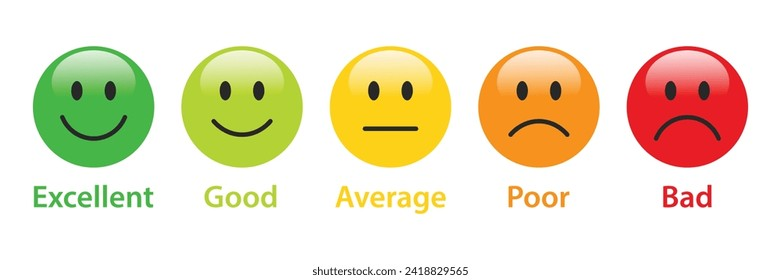 Excellent Good Average Poor Bad
shutterstock.com · 2418829565